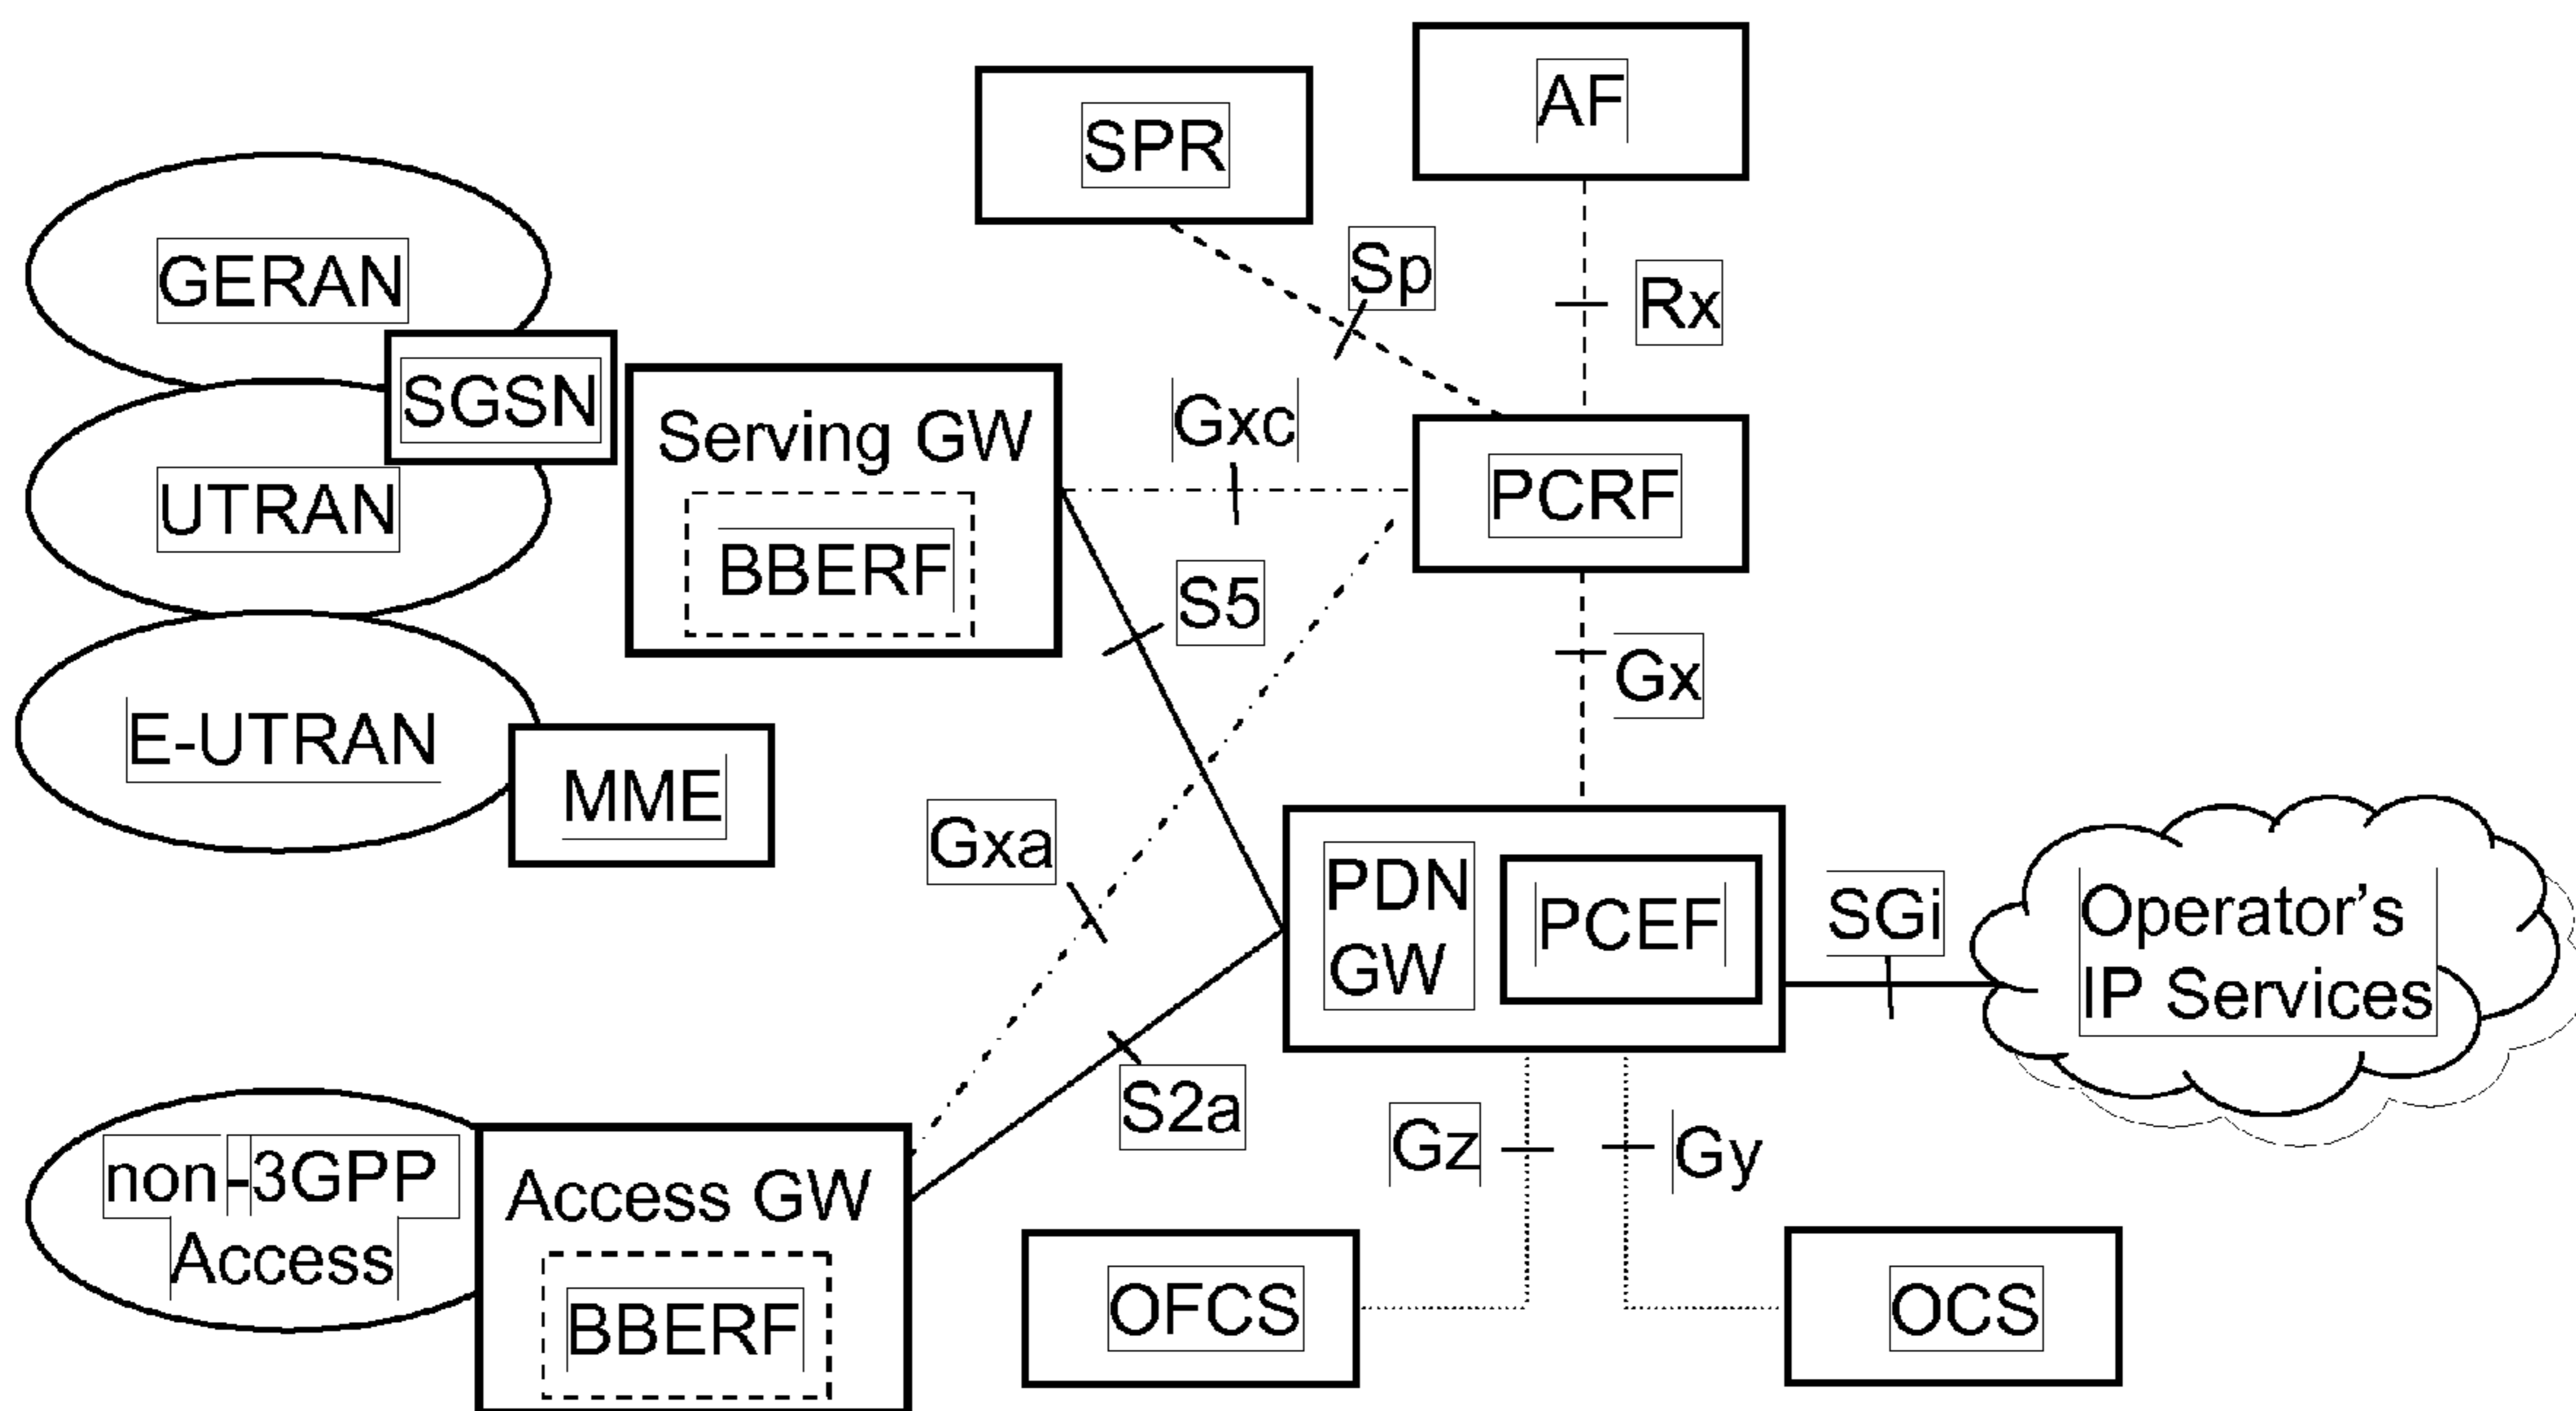 AF
SPR
GERAN
Sp
Rx
SGSN
Serving GW
Gxc
PCRF
UTRAN
BBERF
S5
Gx
E-UTRAN
MME
Gxa
PDN
GW
PCEF
SGi
Operator’s
IP Services
S2a
Gz
Gy
non-3GPP
Access
Access GW
BBERF
OFCS
OCS